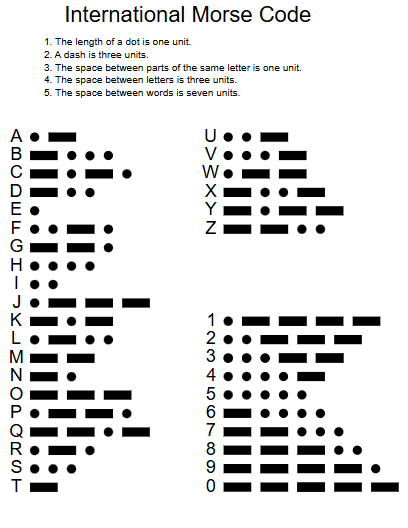 International Morse Code
1. The length of a dot is one unit.
2. A dash is three units.
3. The space between parts of the same letter is one unit.
4. The space between letters is three units.
5. The space between words is seven units.
A
B
C
D
E
F
G
H
I
J
K
L
M
N
O
P
Q
R
S
T
U
V
W
X
Y
Z
1
2
3
4
5
6
7
8
9
0